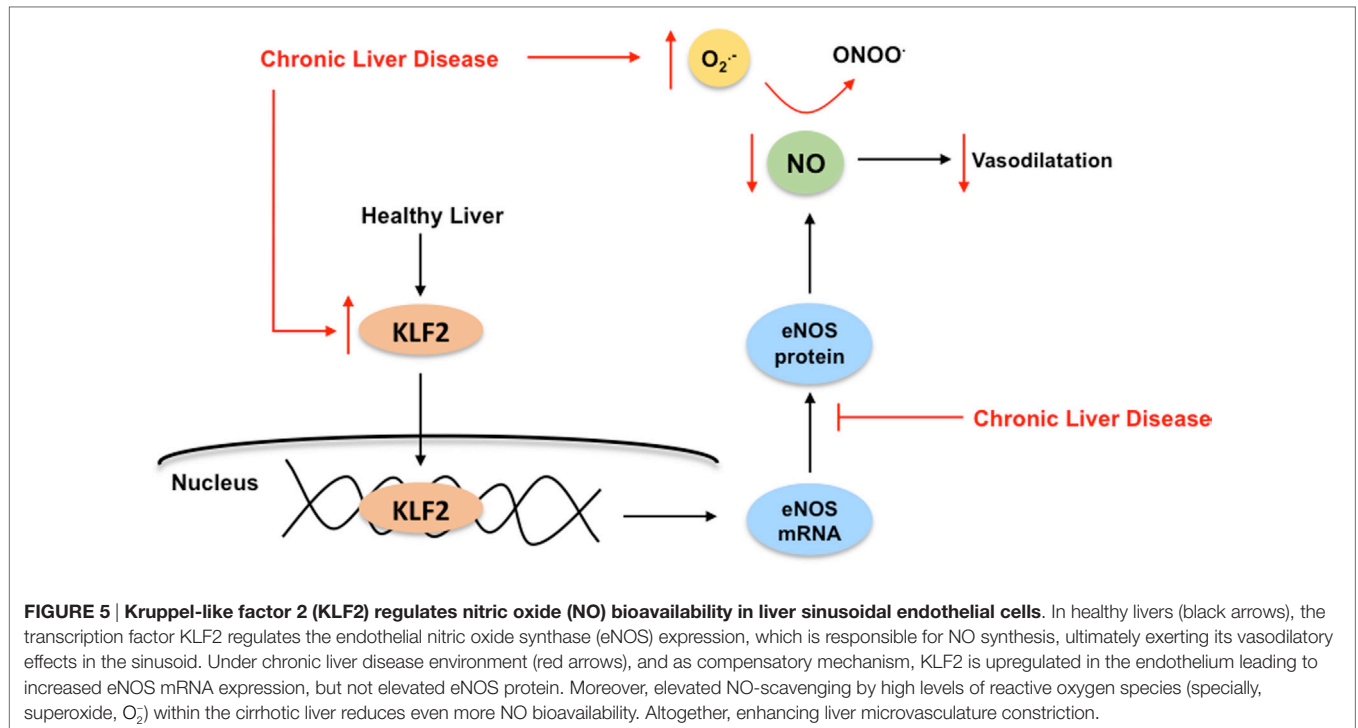 Chronic Liver Disease
O₂·-
ONOO·
NO
Vasodilatation
Healthy Liver
KLF2
eNOS
protein
Chronic Liver Disease
Nucleus
KLF2
eNOS
mRNA
FIGURE 5 | Kruppel-like factor 2 (KLF2) regulates nitric oxide (NO) bioavailability in liver sinusoidal endothelial cells. In healthy livers (black arrows), the
transcription factor KLF2 regulates the endothelial nitric oxide synthase (eNOS) expression, which is responsible for NO synthesis, ultimately exerting its vasodilatory
effects in the sinusoid. Under chronic liver disease environment (red arrows), and as compensatory mechanism, KLF2 is upregulated in the endothelium leading to
increased eNOS mRNA expression, but not elevated eNOS protein. Moreover, elevated NO-scavenging by high levels of reactive oxygen species (specially,
superoxide, O₂⁻) within the cirrhotic liver reduces even more NO bioavailability. Altogether, enhancing liver microvasculature constriction.